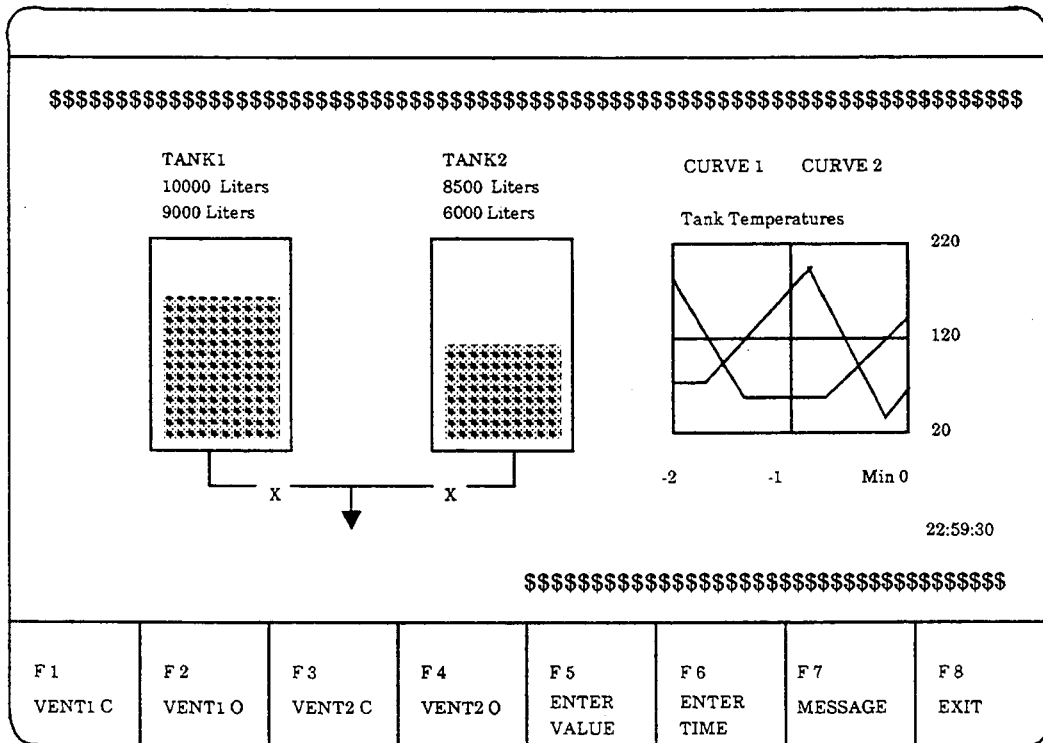 $$$$$$$$$$$$$$$$$$$$$$$$$$$$$$$$$$$$$$$$$$$$$$$$$$$$$$$$$$$$$$$$$$$$$$$$$
TANK1
10000 Liters
9000 Liters
TANK2
8500 Liters
6000 Liters
CURVE 1 CURVE 2
Tank Temperatures
220
120
20
-2 -1 Min 0
X X
22:59:30
$$$$$$$$$$$$$$$$$$$$$$$$$$$$$$$$$$$$
F1
VENT1 C
F2
VENT1 O
F3
VENT2 C
F4
VENT2 O
F5
ENTER
VALUE
F6
ENTER
TIME
F7
MESSAGE
F8
EXIT